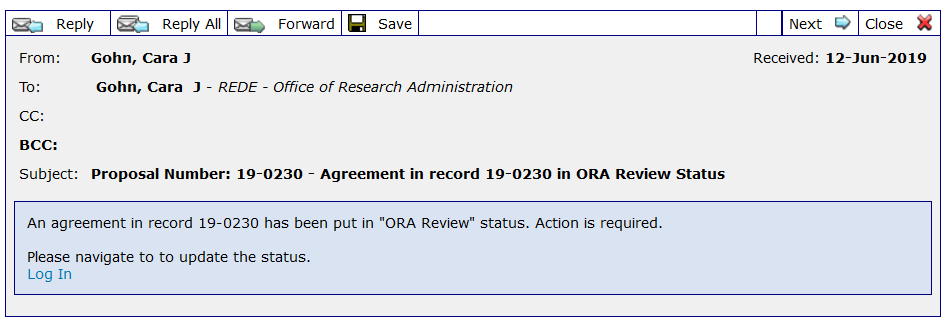 Reply Reply All Forward Save Next Close
From: Gohn, Cara J Received: 12-Jun-2019
To: Gohn, Cara J - REDE - Office of Research Administration
CC:
BCC:
Subject: Proposal Number: 19-0230 - Agreement in record 19-0230 in ORA Review Status
An agreement in record 19-0230 has been put in "ORA Review" status. Action is required.
Please navigate to to update the status.
Log In